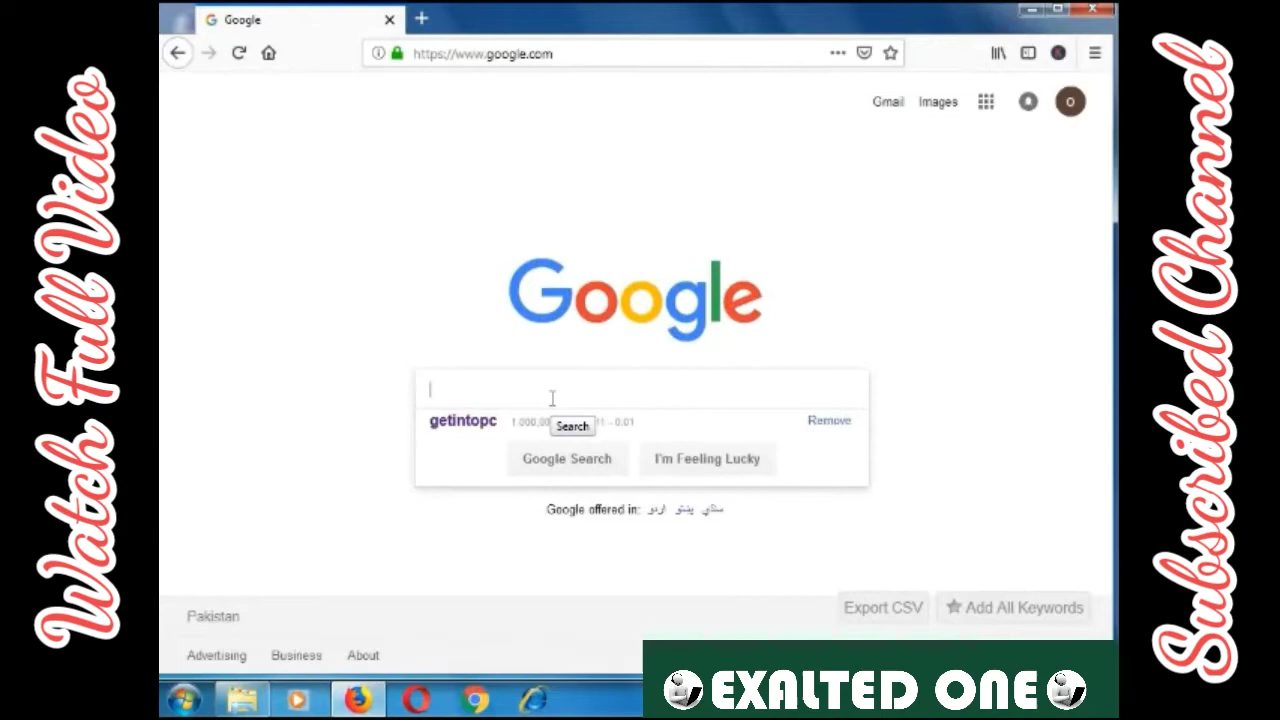 Google
https://www.google.com
Gmail Images
O
Google
getintopc
Remove
Search
Google Search I'm Feeling Lucky
Google offered in: اردو پښتو سنڌي
Pakistan
Export CSV Add All Keywords
Advertising Business About
EXALTED ONE
Watch Full Video
Subscribed Channel